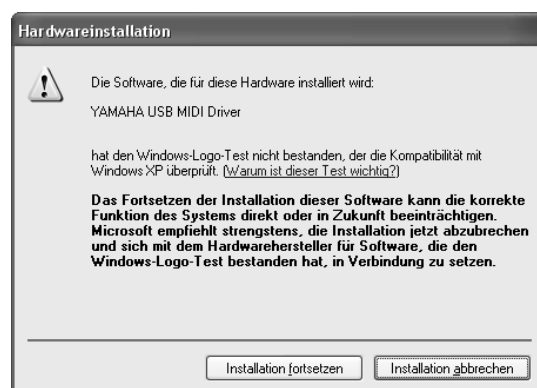 Hardwareinstallation
Die Software, die für diese Hardware installiert wird:
YAMAHA USB MIDI Driver
hat den Windows-Logo-Test nicht bestanden, der die Kompatibilität mit
Windows XP überprüft. (Warum ist dieser Test wichtig?)
Das Fortsetzen der Installation dieser Software kann die korrekte
Funktion des Systems direkt oder in Zukunft beeinträchtigen.
Microsoft empfiehlt strengstens, die Installation jetzt abzubrechen
und sich mit dem Hardwarehersteller für Software, die den
Windows-Logo-Test bestanden hat, in Verbindung zu setzen.
Installation fortsetzen
Installation abbrechen